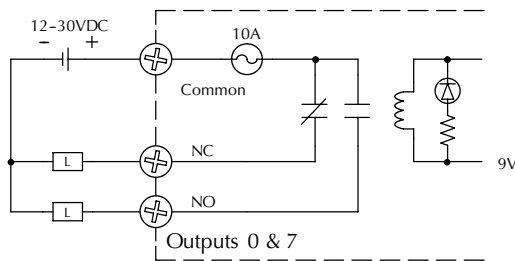 12-30VDC
- +
10A
Common
L
NC
9V
L
NO
Outputs 0 & 7